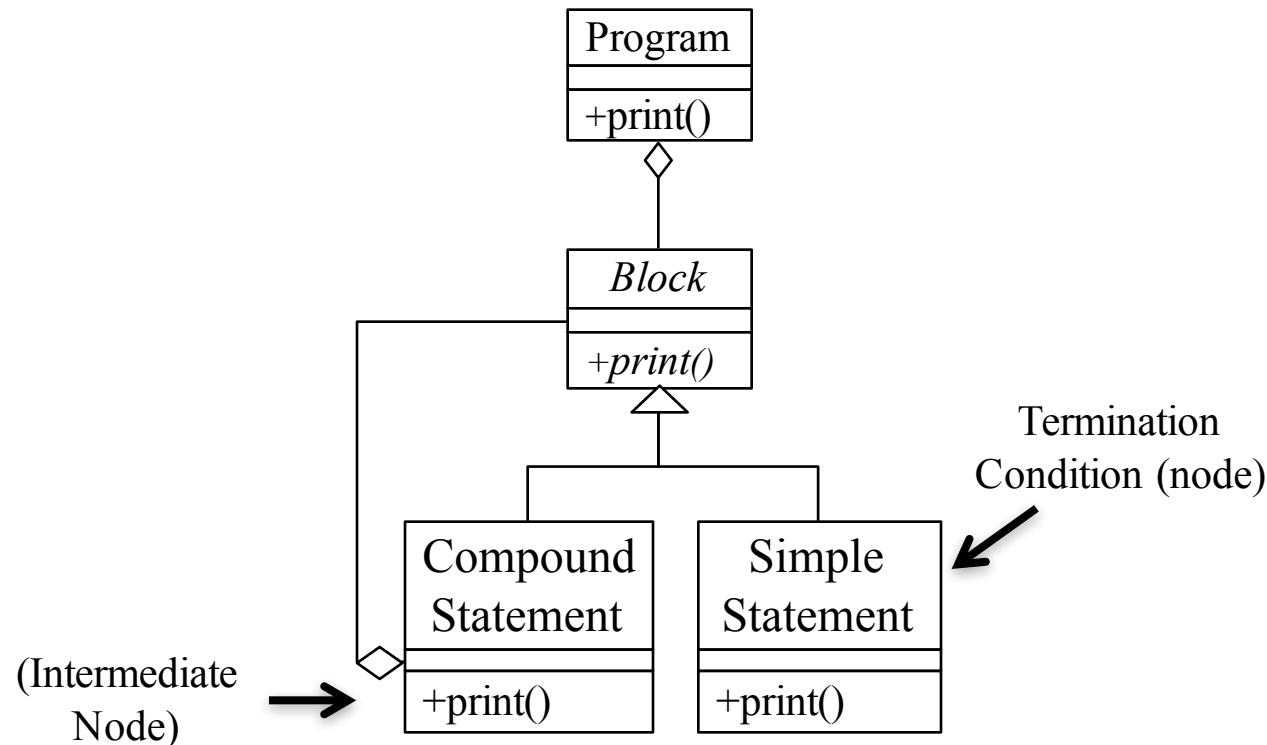 Program
+print()
Block
+print()
Termination
Condition (node)
Compound
Statement
+print()
Simple
Statement
+print()
(Intermediate
Node)